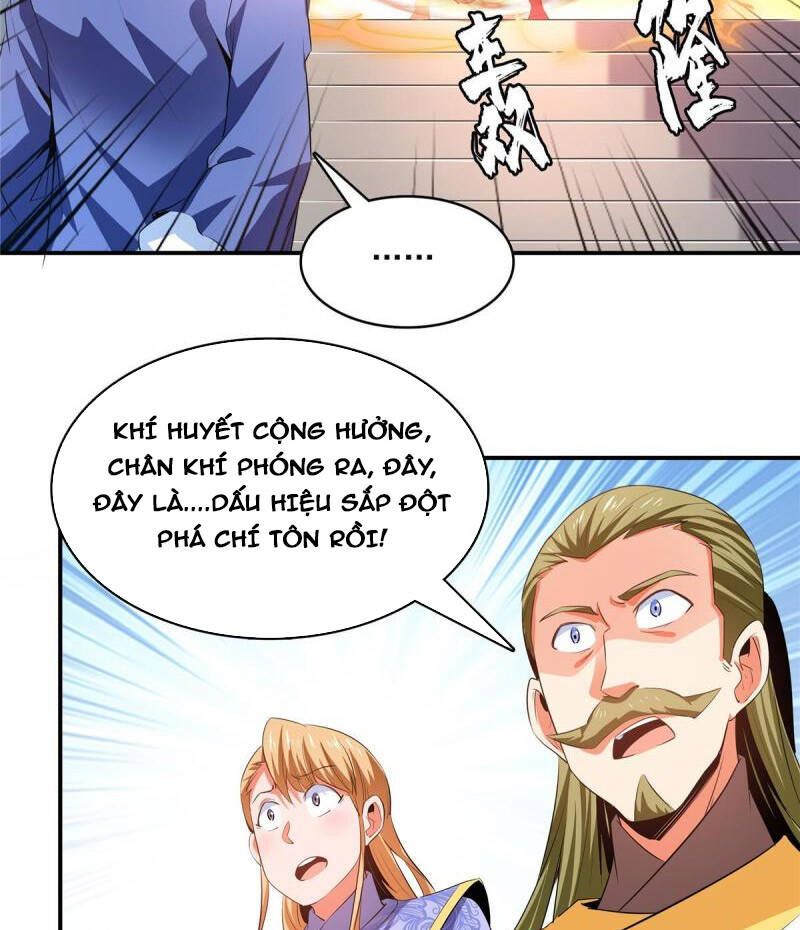 隆
......
KHÍ HUYẾT CỘNG HƯỞNG,
CHÂN KHÍ PHÓNG RA, ĐÂY,
ĐÂY LÀ....DẤU HIỆU SẮP ĐỘT
PHÁ CHÍ TÔN RỒI!